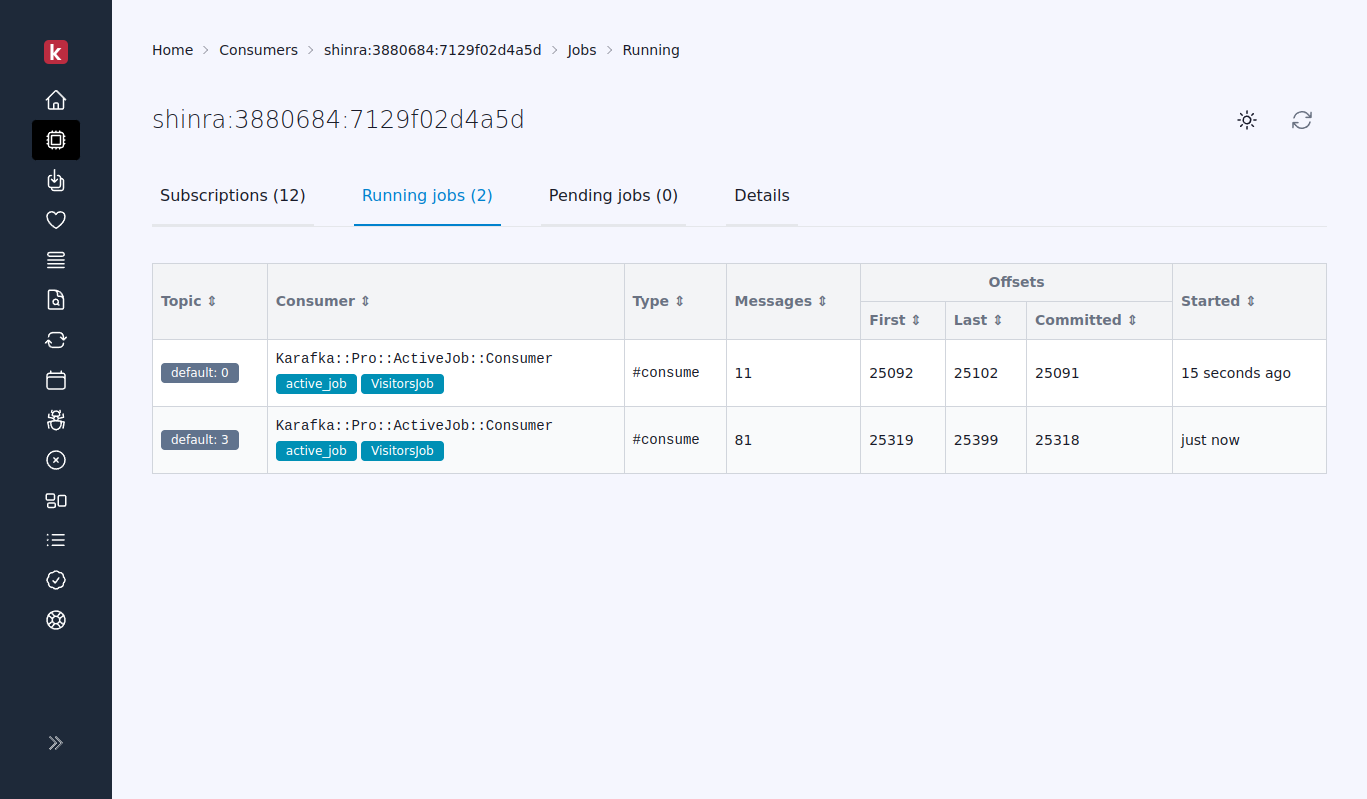 k
Home Consumers shinra:3880684:7129f02d4a5d Jobs Running
shinra:3880684:7129f02d4a5d
Subscriptions (12) Running jobs (2) Pending jobs (0) Details
Topic ⇕ Consumer ⇕ Type ⇕ Messages ⇕ Offsets Started ⇕
First ⇕ Last ⇕ Committed ⇕
default: 0 Karafka::Pro::ActiveJob::Consumer #consume 11 25092 25102 25091 15 seconds ago
active_job VisitorsJob
default: 3 Karafka::Pro::ActiveJob::Consumer #consume 81 25319 25399 25318 just now
active_job VisitorsJob